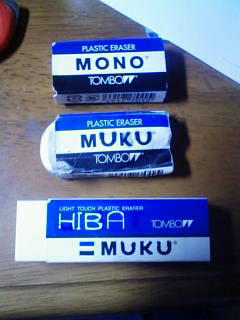 PLASTIC ERASER
MONO®
TOMBOW
PLASTIC ERASER
MUKU®
TOMBOW
LIGHT TOUCH PLASTIC ERASER
HIBA TOMBOW
=MUKU®